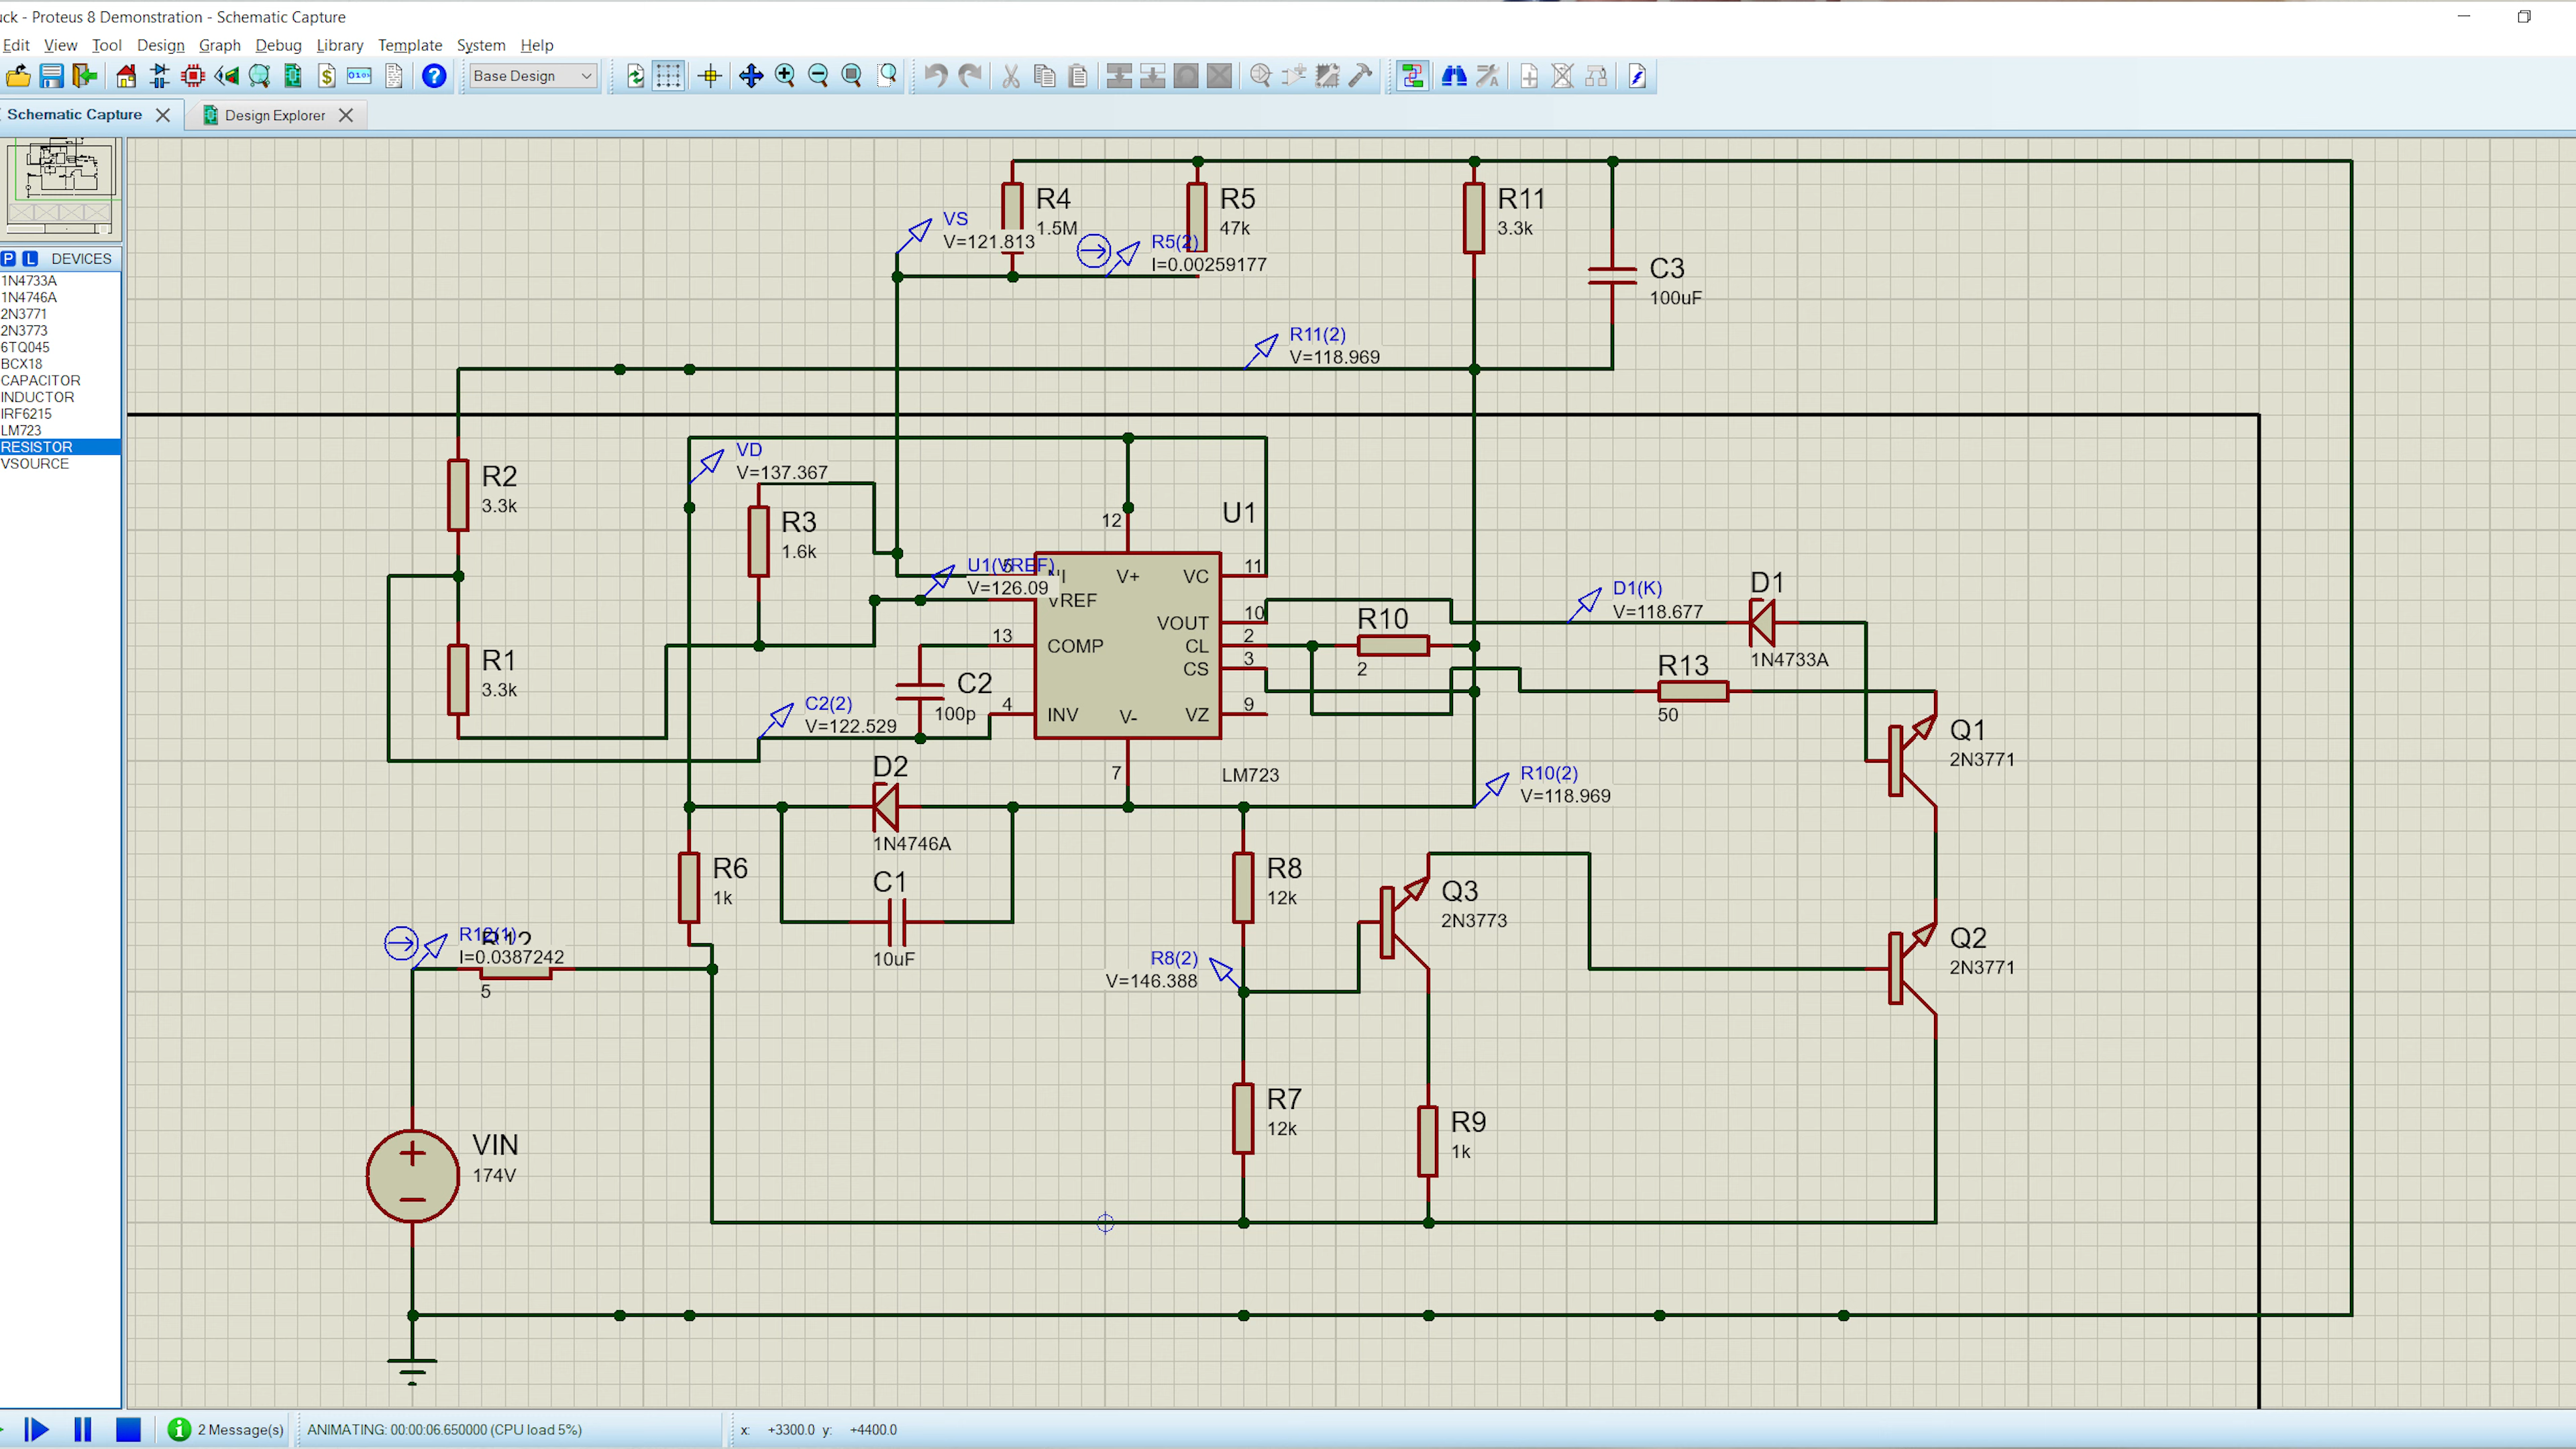 uck - Proteus 8 Demonstration - Schematic Capture
Edit View Tool Design Graph Debug Library Template System Help
Base Design
Schematic Capture
Design Explorer
P L DEVICES
1N4733A
1N4746A
2N3771
2N3773
6TQ045
BCX18
CAPACITOR
INDUCTOR
IRF6215
LM723
RESISTOR
VSOURCE
R4
1.5M
R5
47k
R11
3.3k
VS
V=121.813
R5(2)
I=0.00259177
C3
100uF
R11(2)
V=118.969
R2
3.3k
VD
V=137.367
R3
1.6k
U1
12
U1(VREF)
V=126.09
V+
VC
11
VREF
VOUT
10
13
COMP
CL
2
CS
3
4
INV
V-
VZ
9
7
LM723
R10
2
D1(K)
V=118.677
D1
1N4733A
R13
50
R1
3.3k
C2
100p
C2(2)
V=122.529
Q1
2N3771
D2
1N4746A
R10(2)
V=118.969
R6
1k
C1
10uF
R8
12k
Q3
2N3773
Q2
2N3771
R12(1)
R12
I=0.0387242
5
R8(2)
V=146.388
R7
12k
R9
1k
VIN
174V
2 Message(s)
ANIMATING: 00:00:06.650000 (CPU load 5%)
x: +3300.0 y: +4400.0